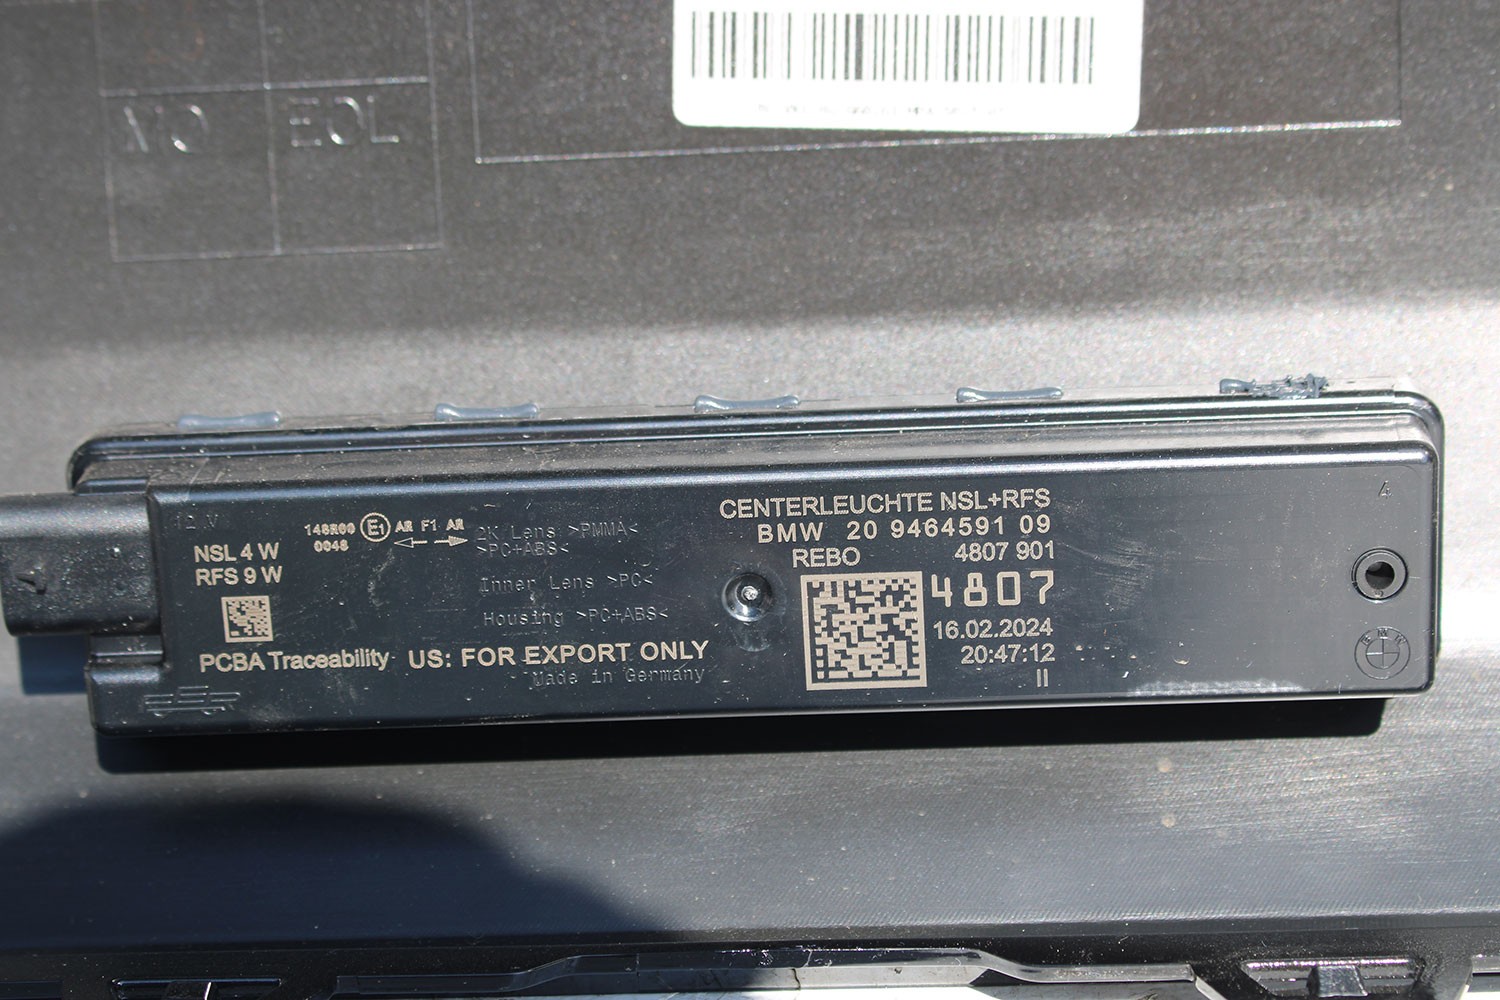 EOL
12 V
NSL 4 W
RFS 9 W
148R00
0048
E1
AR F1 AR
2K Lens >PMMA<
>PC+ABS<
Inner Lens >PC<
Housing >PC+ABS<
PCBA Traceability
US: FOR EXPORT ONLY
Made in Germany
CENTERLEUCHTE NSL+RFS
BMW 20 9464591 09
REBO 4807 901
4807
16.02.2024
20:47:12
II
4
BMW